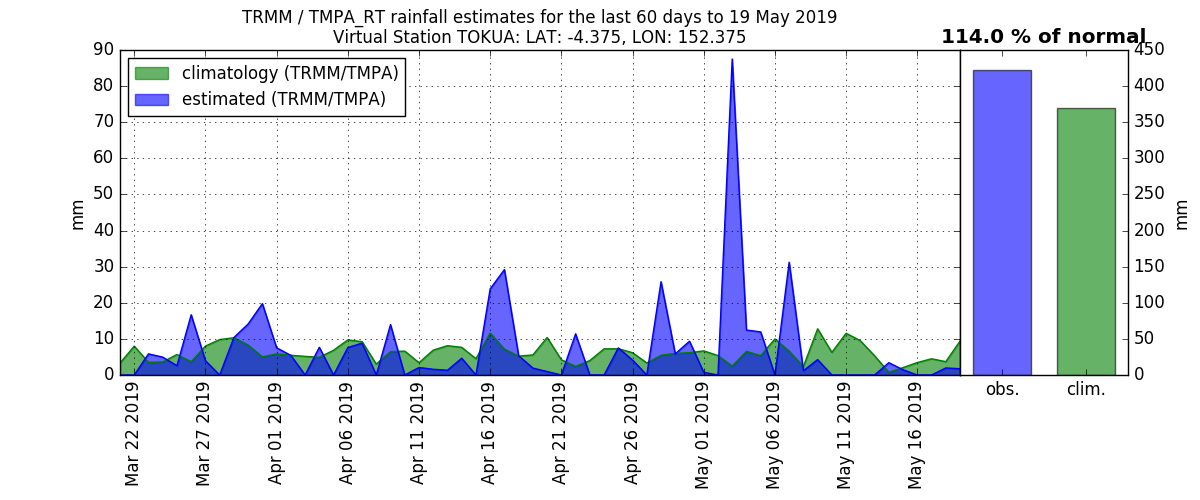 TRMM / TMPA_RT rainfall estimates for the last 60 days to 19 May 2019
Virtual Station TOKUA: LAT: -4.375, LON: 152.375
114.0 % of normal
climatology (TRMM/TMPA)
estimated (TRMM/TMPA)
mm
90
80
70
60
50
40
30
20
10
0
Mar 22 2019
Mar 27 2019
Apr 01 2019
Apr 06 2019
Apr 11 2019
Apr 16 2019
Apr 21 2019
Apr 26 2019
May 01 2019
May 06 2019
May 11 2019
May 16 2019
obs.
clim.
450
400
350
300
250
200
150
100
50
0
mm